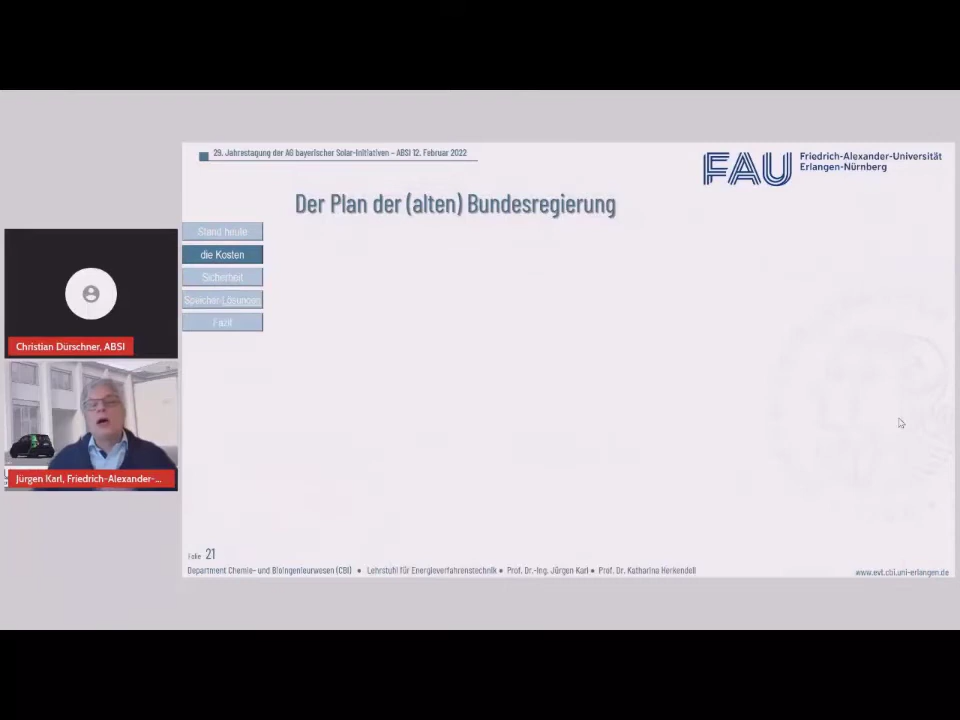 29. Jahrestagung der AG bayerischer Solar-Initiativen – ABSI 12. Februar 2022
FAU Friedrich-Alexander-Universität
Erlangen-Nürnberg
Der Plan der (alten) Bundesregierung
Stand heute
die Kosten
Sicherheit
Speicher-Lösungen
Fazit
Christian Dürschner, ABSI
Jürgen Karl, Friedrich-Alexander-...
Folie 21
Department Chemie- und Bioingenieurwesen (CBI) ● Lehrstuhl für Energieverfahrenstechnik ● Prof. Dr.-Ing. Jürgen Karl ● Prof. Dr. Katharina Herkendell
www.evt.cbi.uni-erlangen.de